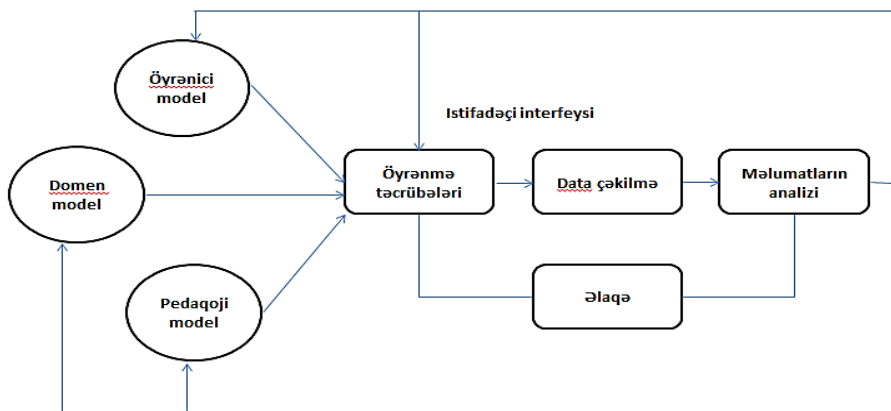 Öyrənici
model
Istifadəçi interfeysi
Domen
model
Öyrənmə
təcrübələri
Data çəkilmə
Məlumatların
analizi
Pedaqoji
model
Əlaqə